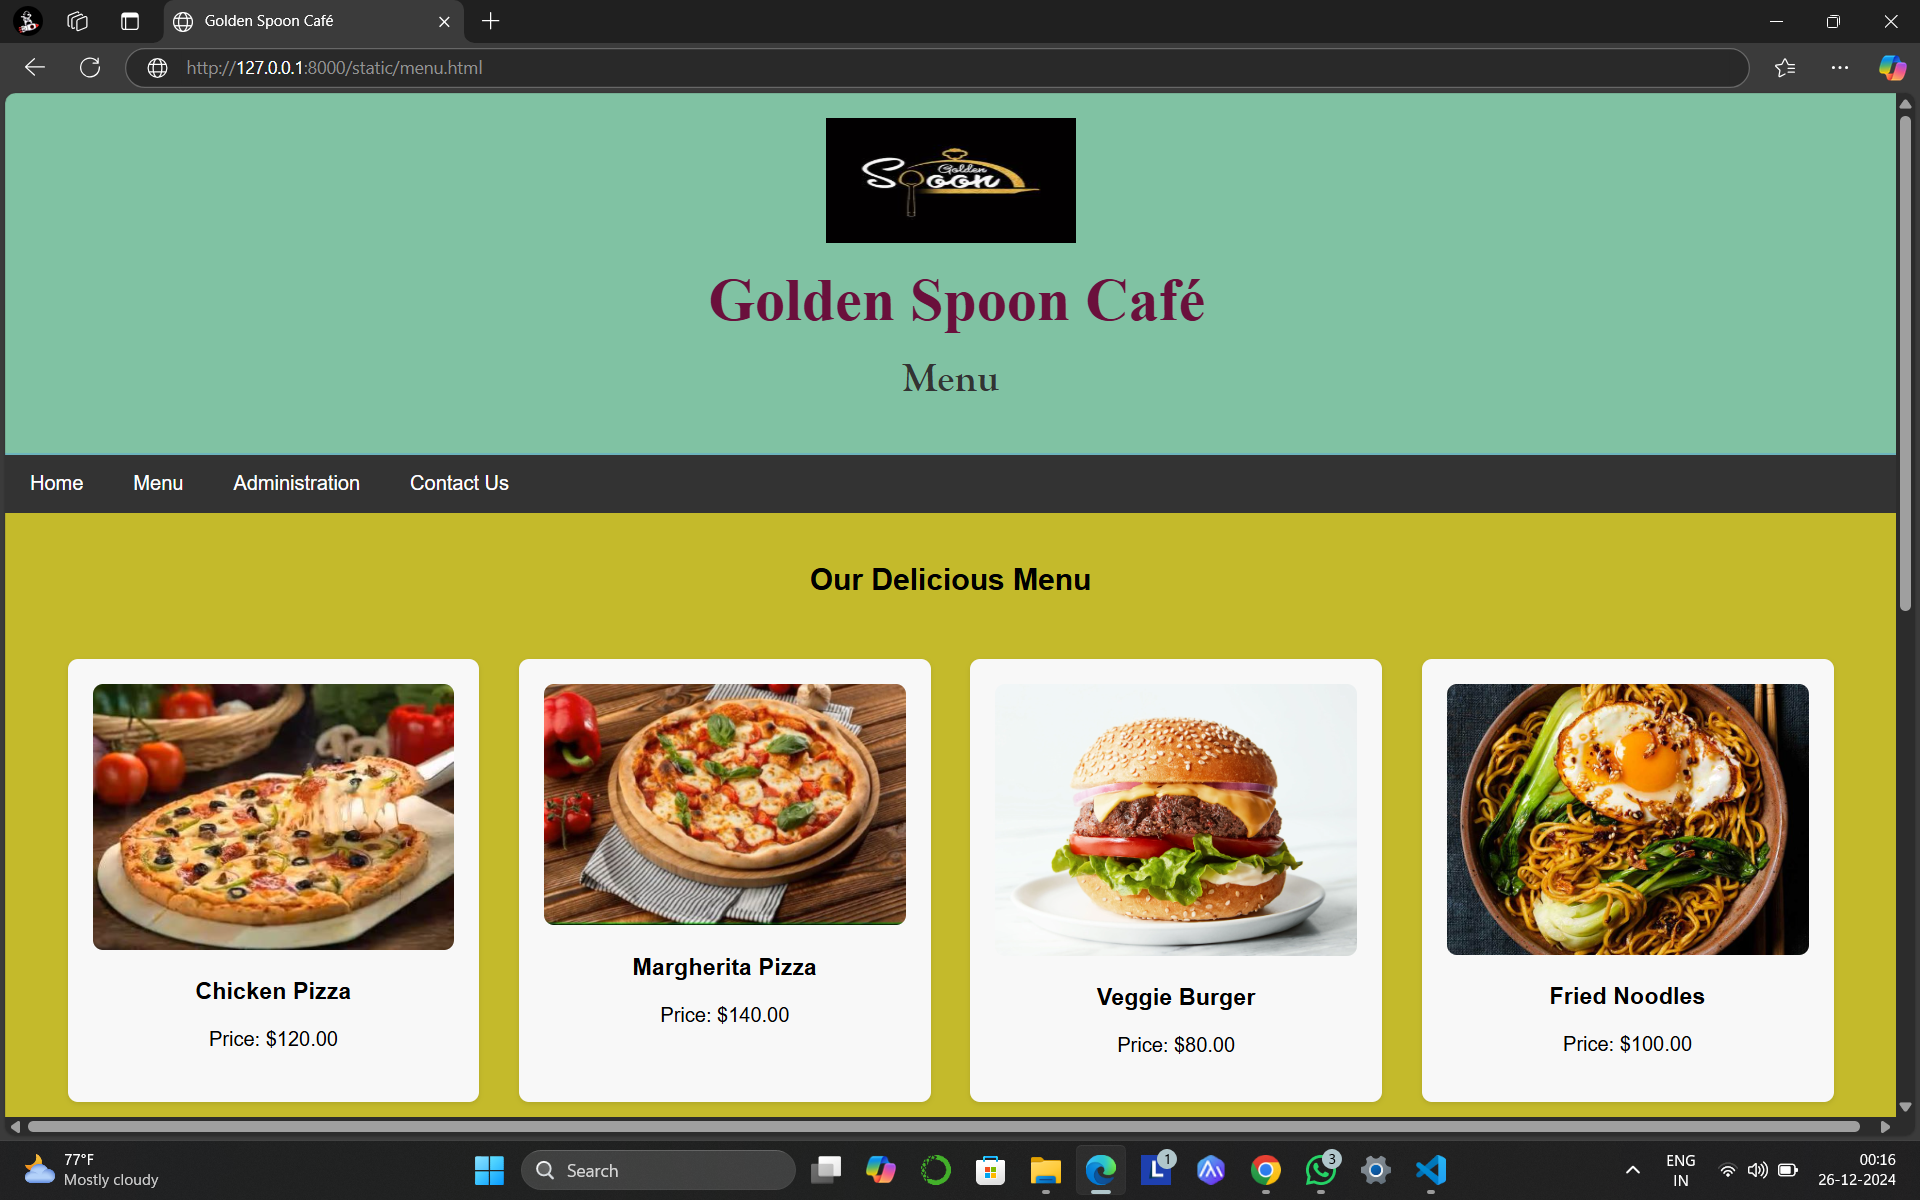 Golden Spoon Café
http://127.0.0.1:8000/static/menu.html
Golden
Spoon
Golden Spoon Café
Menu
Home Menu Administration Contact Us
Our Delicious Menu
Chicken Pizza
Price: $120.00
Margherita Pizza
Price: $140.00
Veggie Burger
Price: $80.00
Fried Noodles
Price: $100.00
77°F
Mostly cloudy
Search
L
1
3
ENG
IN
00:16
26-12-2024